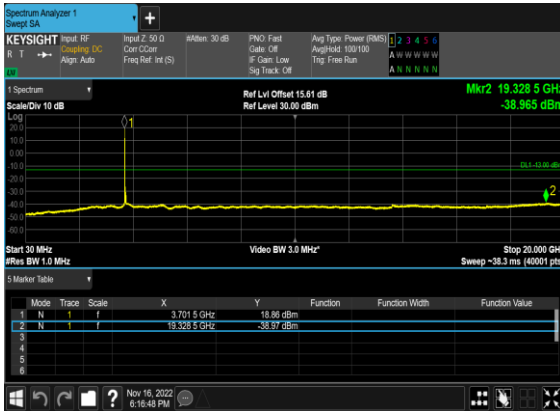 Spectrum Analyzer 1
Swept SA
+
KEYSIGHT Input: RF Input Z: 50 Ω #Atten: 30 dB PNO: Fast Avg Type: Power (RMS) 1 2 3 4 5 6
R T Coupling: DC Corr CCorr Gate: Off Avg|Hold: 100/100 A W W W W W
Align: Auto Freq Ref: Int (S) IF Gain: Low Trig: Free Run
Sig Track: Off A N N N N N
1 Spectrum Ref Lvl Offset 15.61 dB Mkr2 19.328 5 GHz
Scale/Div 10 dB Ref Level 30.00 dBm -38.965 dBm
Log
1
20.0
10.0
0.00
-10.0
DL1 -13.00 dBm
-20.0
-30.0
2
-40.0
-50.0
-60.0
Start 30 MHz Video BW 3.0 MHz* Stop 20.000 GHz
#Res BW 1.0 MHz Sweep ~38.3 ms (40001 pts)
5 Marker Table
Mode Trace Scale X Y Function Function Width Function Value
1 N 1 f 3.701 5 GHz 18.86 dBm
2 N 1 f 19.328 5 GHz -38.97 dBm
3
4
5
6
? Nov 16, 2022
6:16:48 PM